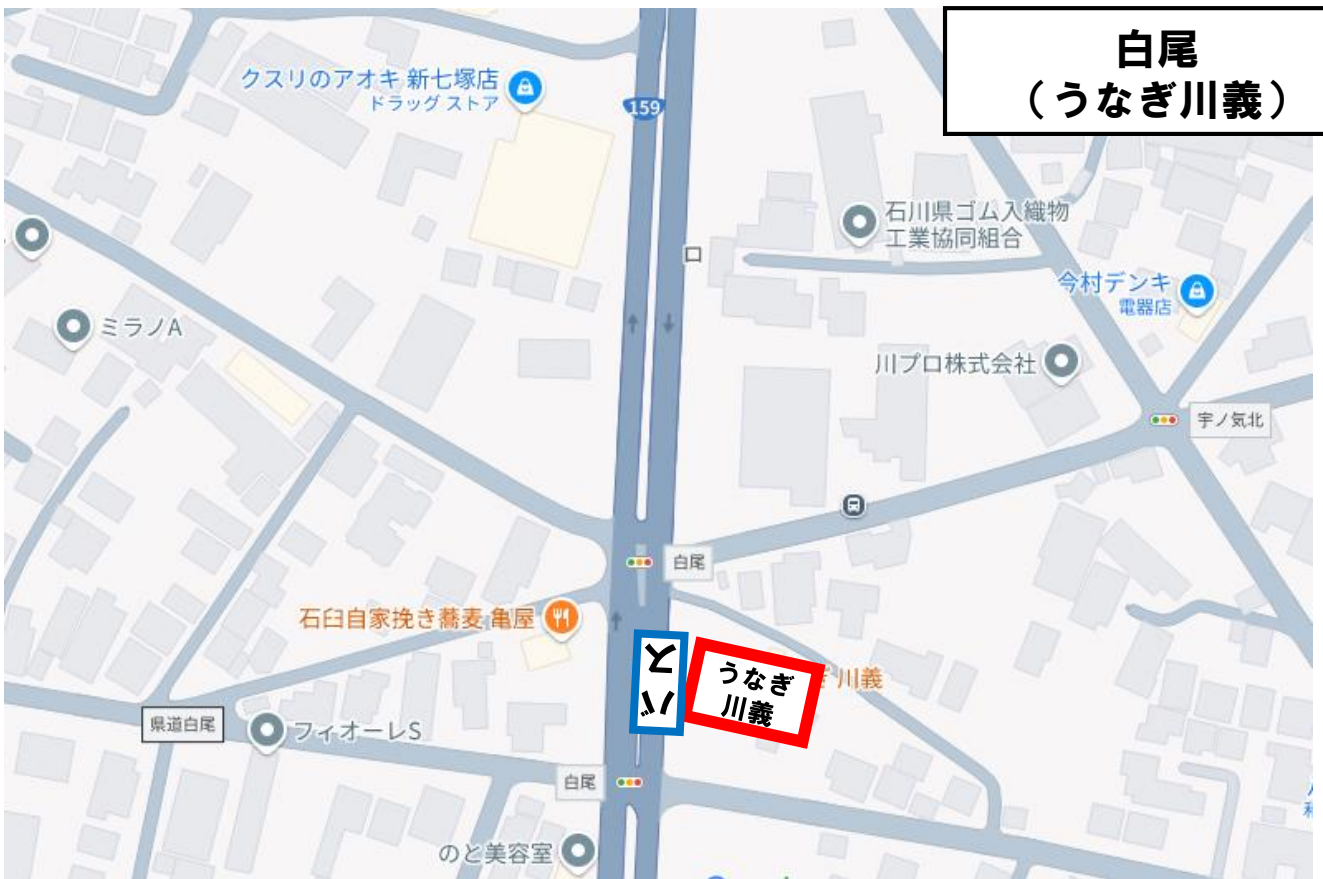 白尾
（うなぎ川義）
クスリのアオキ 新七塚店
ドラッグ ストア
159
石川県ゴム入織物
工業協同組合
口
今村デンキ
電器店
ミラノA
川プロ株式会社
宇ノ気北
白尾
石臼自家挽き蕎麦 亀屋
バス
うなぎ
川義
ぎ 川義
県道白尾
フィオーレS
白尾
のと美容室